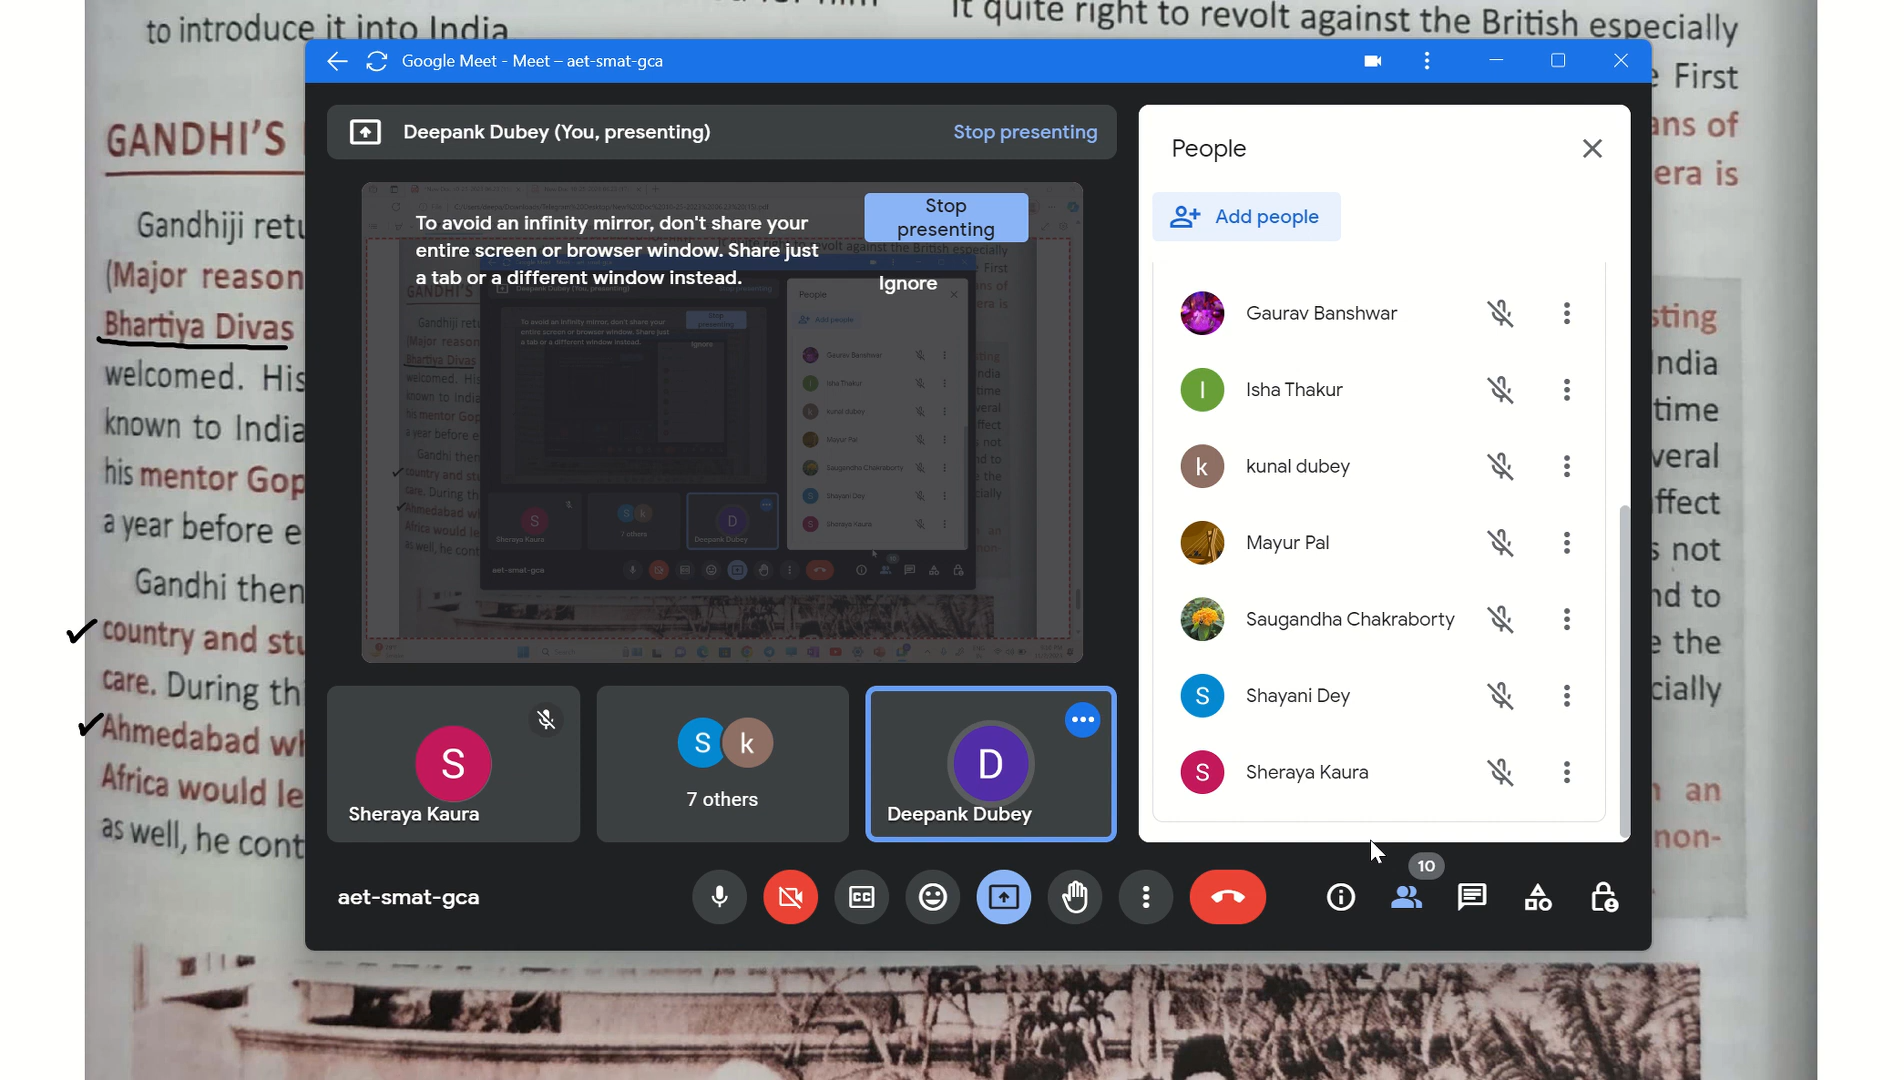 to introduce it into India
It quite right to revolt against the British especially
First
ans of
era is
GANDHI'S
Gandhiji retu
(Major reason
Bhartiya Divas
welcomed. His
known to India
his mentor Gop
a year before e
Gandhi then
country and stu
care. During thi
Ahmedabad wh
Africa would le
as well, he cont
sting
ndia
time
veral
ffect
s not
nd to
e the
cially
an
non-
Google Meet - Meet – aet-smat-gca
Deepank Dubey (You, presenting)
Stop presenting
To avoid an infinity mirror, don't share your
entire screen or browser window. Share just
a tab or a different window instead.
Stop
presenting
Ignore
S
Sheraya Kaura
S k
7 others
D
Deepank Dubey
People
Add people
Gaurav Banshwar
I Isha Thakur
k kunal dubey
Mayur Pal
Saugandha Chakraborty
S Shayani Dey
S Sheraya Kaura
aet-smat-gca
CC
10